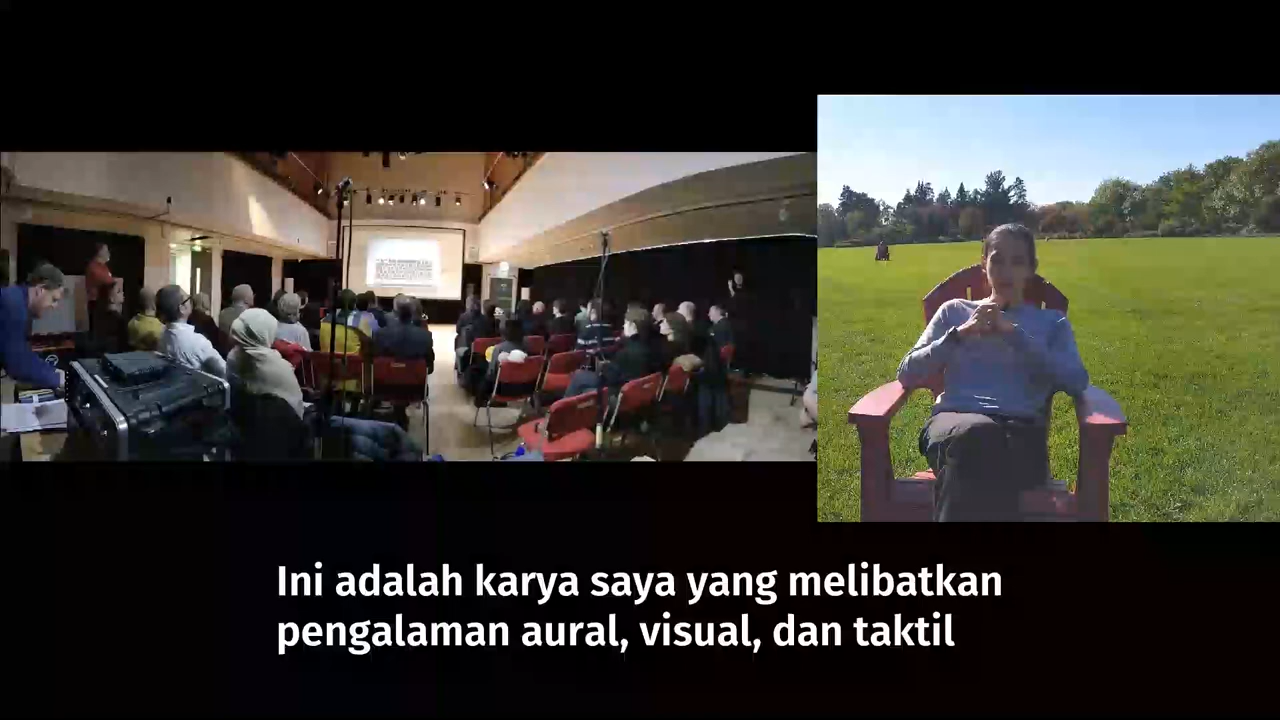 Ini adalah karya saya yang melibatkan
pengalaman aural, visual, dan taktil